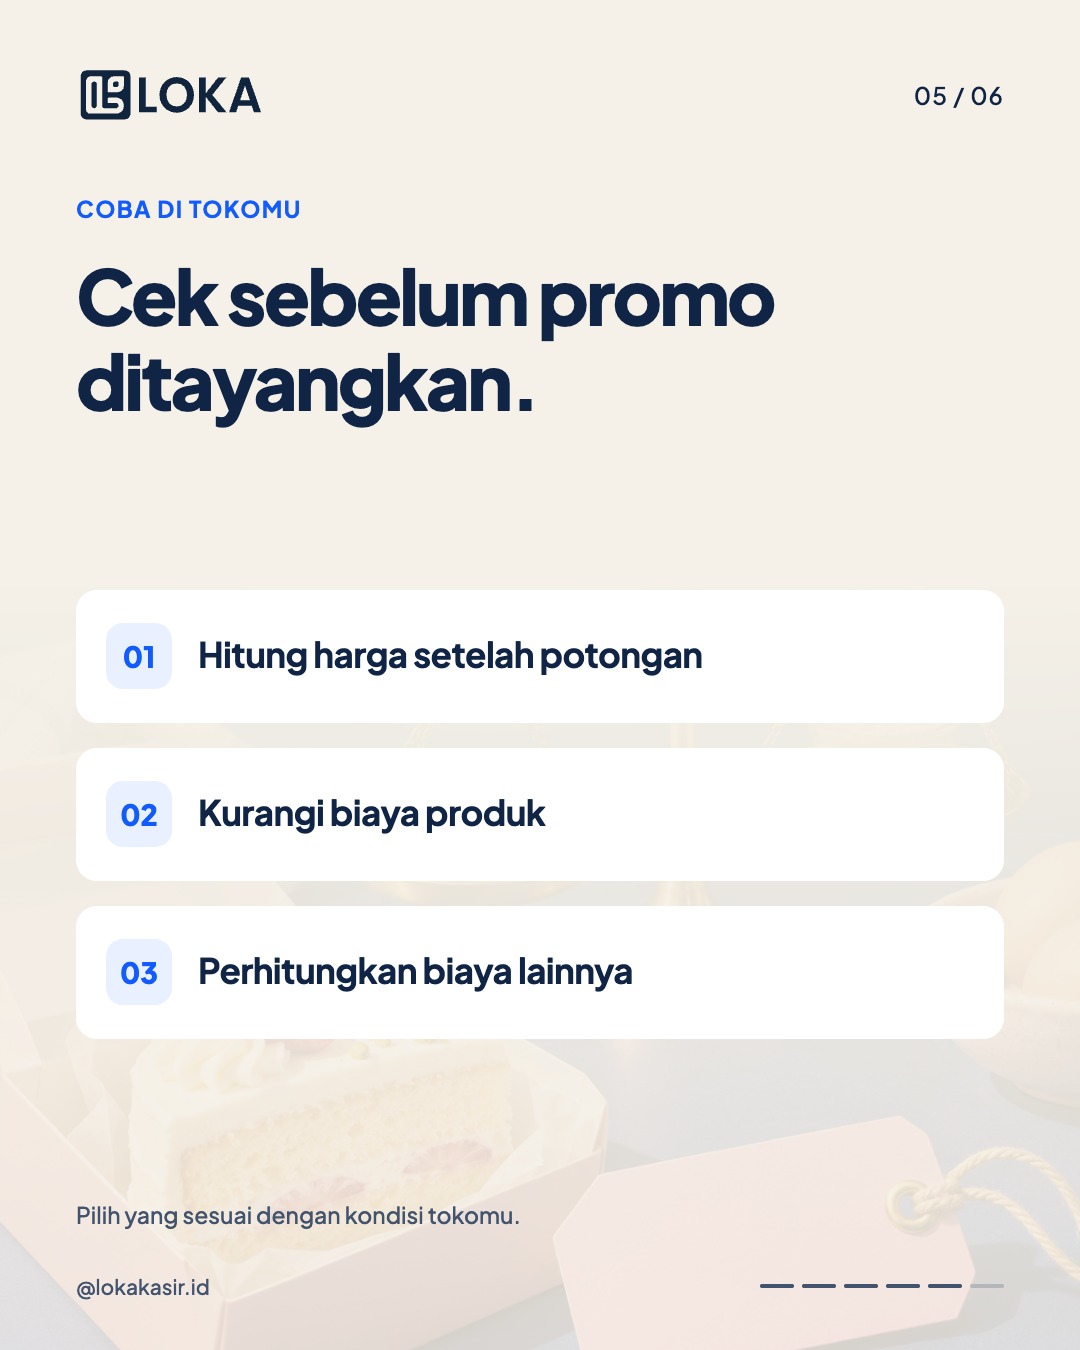 LOKA
05 / 06
COBA DI TOKOMU
Cek sebelum promo
ditayangkan.
01 Hitung harga setelah potongan
02 Kurangi biaya produk
03 Perhitungkan biaya lainnya
Pilih yang sesuai dengan kondisi tokomu.
@lokakasir.id